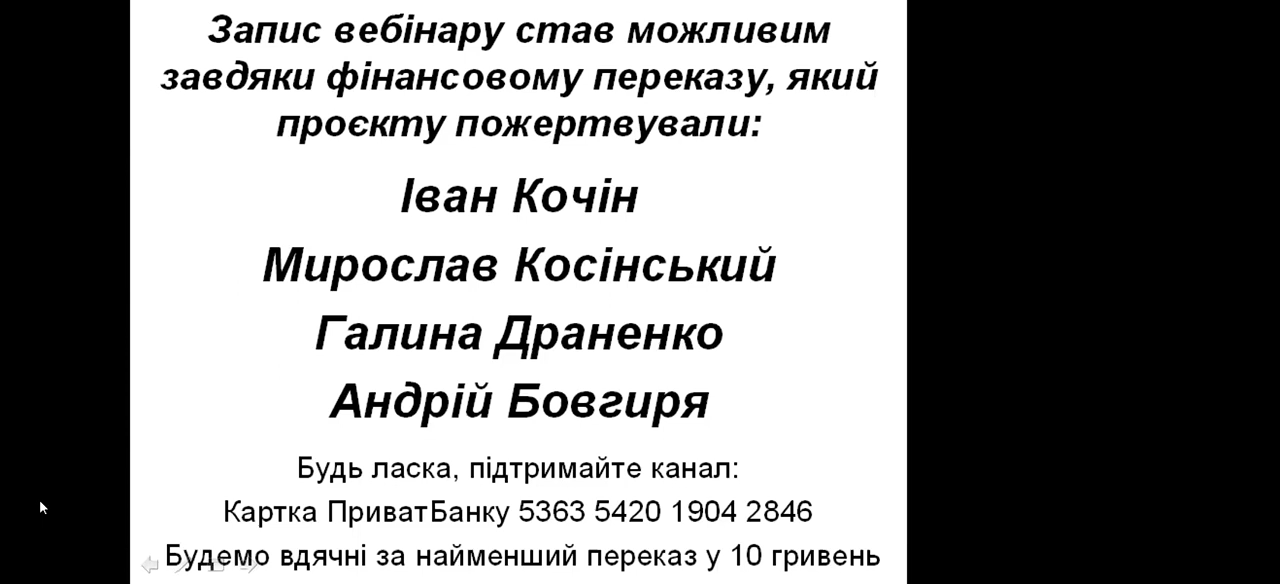 Запис вебінару став можливим
завдяки фінансовому переказу, який
проєкту пожертвували:
Іван Кочін
Мирослав Косінський
Галина Драненко
Андрій Бовгиря
Будь ласка, підтримайте канал:
Картка ПриватБанку 5363 5420 1904 2846
Будемо вдячні за найменший переказ у 10 гривень